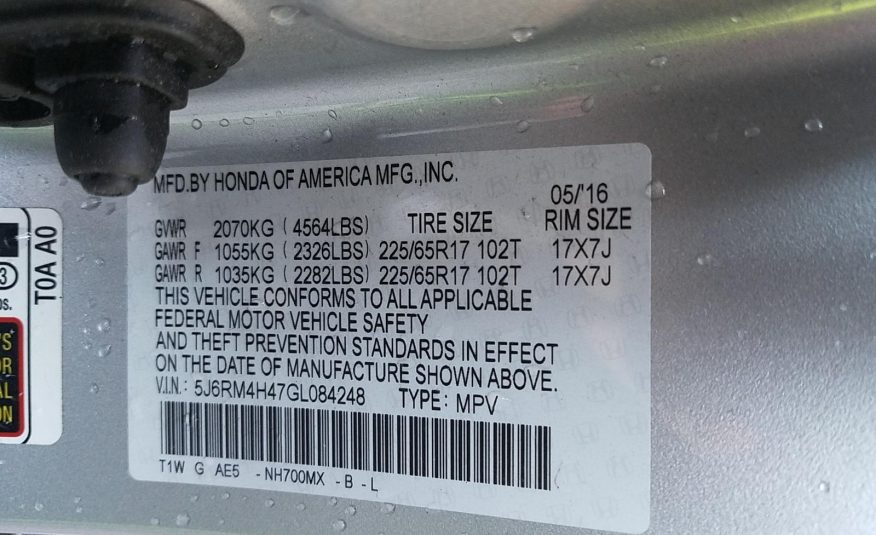 MFD.BY HONDA OF AMERICA MFG.,INC.
05/'16
GVWR 2070KG ( 4564LBS) TIRE SIZE RIM SIZE
GAWR F 1055KG ( 2326LBS) 225/65R17 102T 17X7J
GAWR R 1035KG ( 2282LBS) 225/65R17 102T 17X7J
THIS VEHICLE CONFORMS TO ALL APPLICABLE
FEDERAL MOTOR VEHICLE SAFETY
AND THEFT PREVENTION STANDARDS IN EFFECT
ON THE DATE OF MANUFACTURE SHOWN ABOVE.
V.I.N.: 5J6RM4H47GL084248 TYPE: MPV
T1W G AE5 -NH700MX -B -L
T0A A0
3